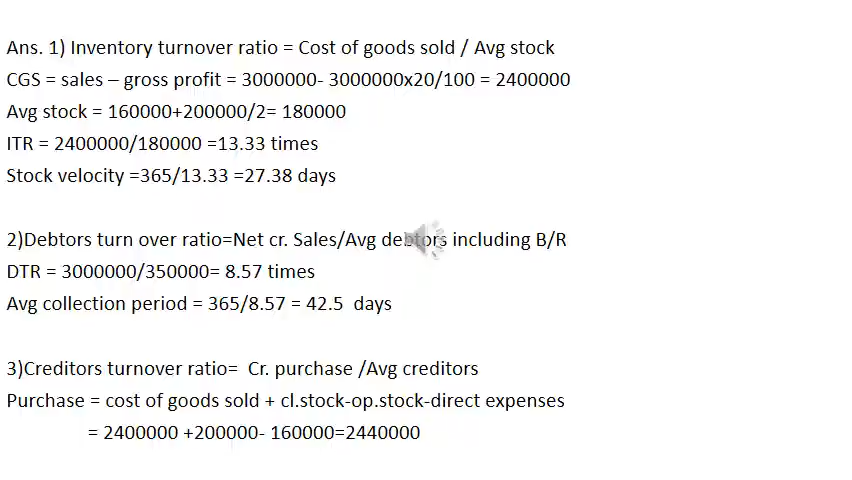 Ans. 1) Inventory turnover ratio = Cost of goods sold / Avg stock
CGS = sales – gross profit = 3000000- 3000000x20/100 = 2400000
Avg stock = 160000+200000/2= 180000
ITR = 2400000/180000 =13.33 times
Stock velocity =365/13.33 =27.38 days
2)Debtors turn over ratio=Net cr. Sales/Avg debtors including B/R
DTR = 3000000/350000= 8.57 times
Avg collection period = 365/8.57 = 42.5  days
3)Creditors turnover ratio=  Cr. purchase /Avg creditors
Purchase = cost of goods sold + cl.stock-op.stock-direct expenses
= 2400000 +200000- 160000=2440000